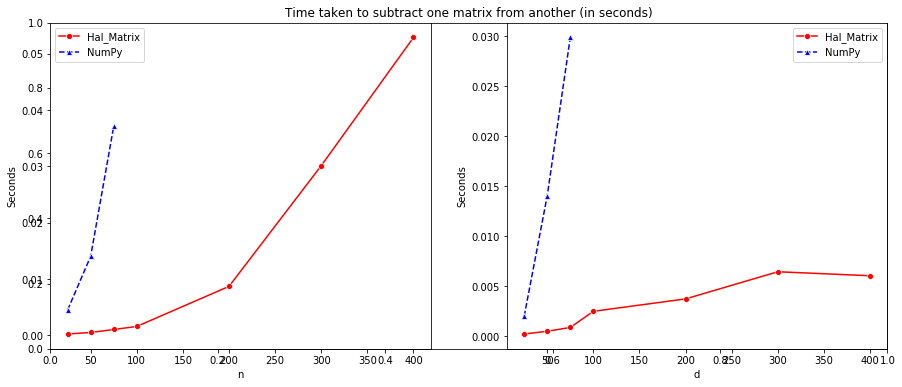 Time taken to subtract one matrix from another (in seconds)
Hal_Matrix
NumPy
Hal_Matrix
NumPy
1.0
0.05
0.8
0.04
0.6
0.03
0.4
0.02
0.01
0.2
0.00
0.0
Seconds
0.030
0.025
0.020
0.015
0.010
0.005
0.000
Seconds
0.0 50 100 150 0.2 200 250 300 350 0.4 400
n
50 0.6 100 150 200 0.8 250 300 350 400 1.0
d